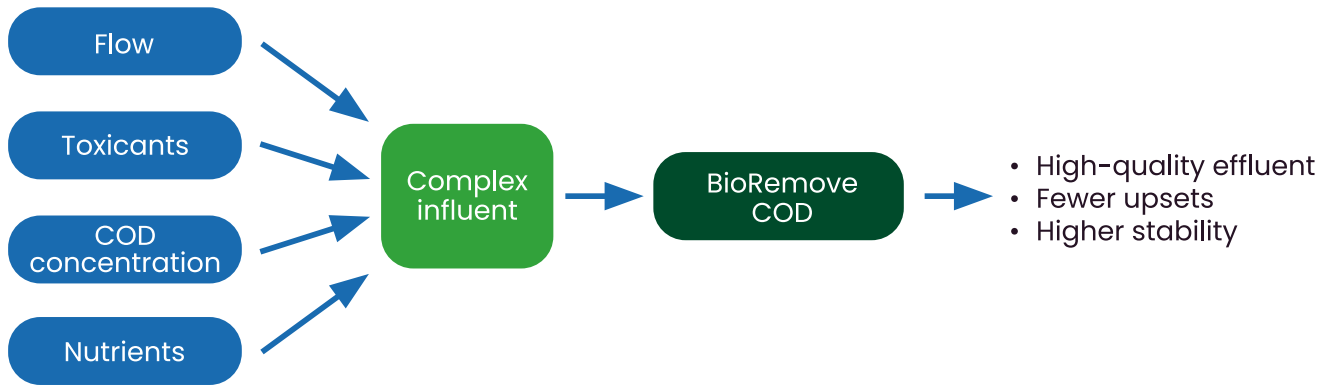 Flow
Toxicants
COD
concentration
Nutrients
Complex
influent
BioRemove
COD
• High-quality effluent
• Fewer upsets
• Higher stability